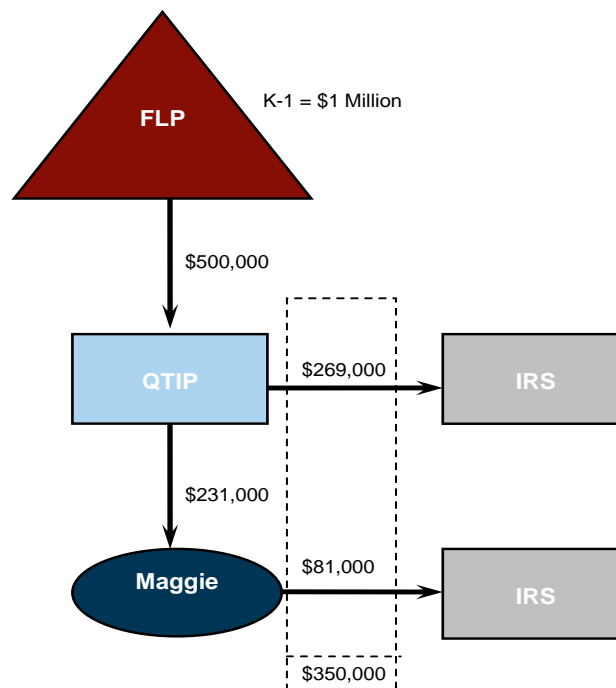 K-1 = $1 Million
FLP
$500,000
QTIP
$269,000
IRS
$231,000
Maggie
$81,000
IRS
$350,000